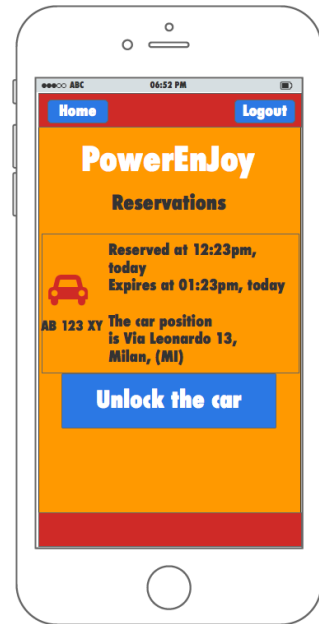 ABC 06:52 PM
Home Logout
PowerEnJoy
Reservations
Reserved at 12:23pm,
today
Expires at 01:23pm, today
AB 123 XY The car position
is Via Leonardo 13,
Milan, (MI)
Unlock the car